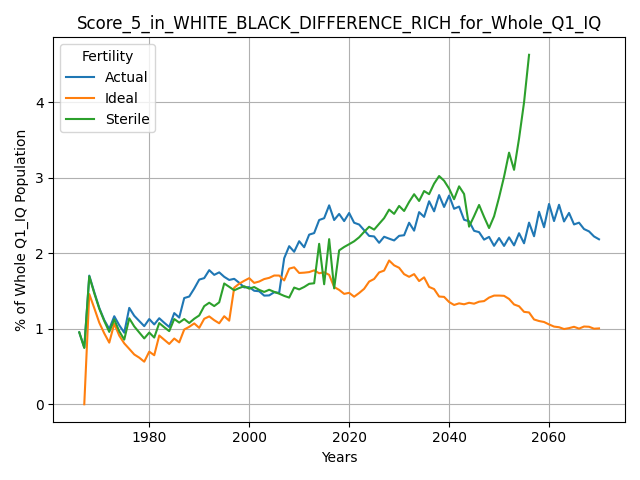 Score_5_in_WHITE_BLACK_DIFFERENCE_RICH_for_Whole_Q1_IQ
Fertility
Actual
Ideal
Sterile
% of Whole Q1_IQ Population
4
3
2
1
0
1980
2000
2020
2040
2060
Years